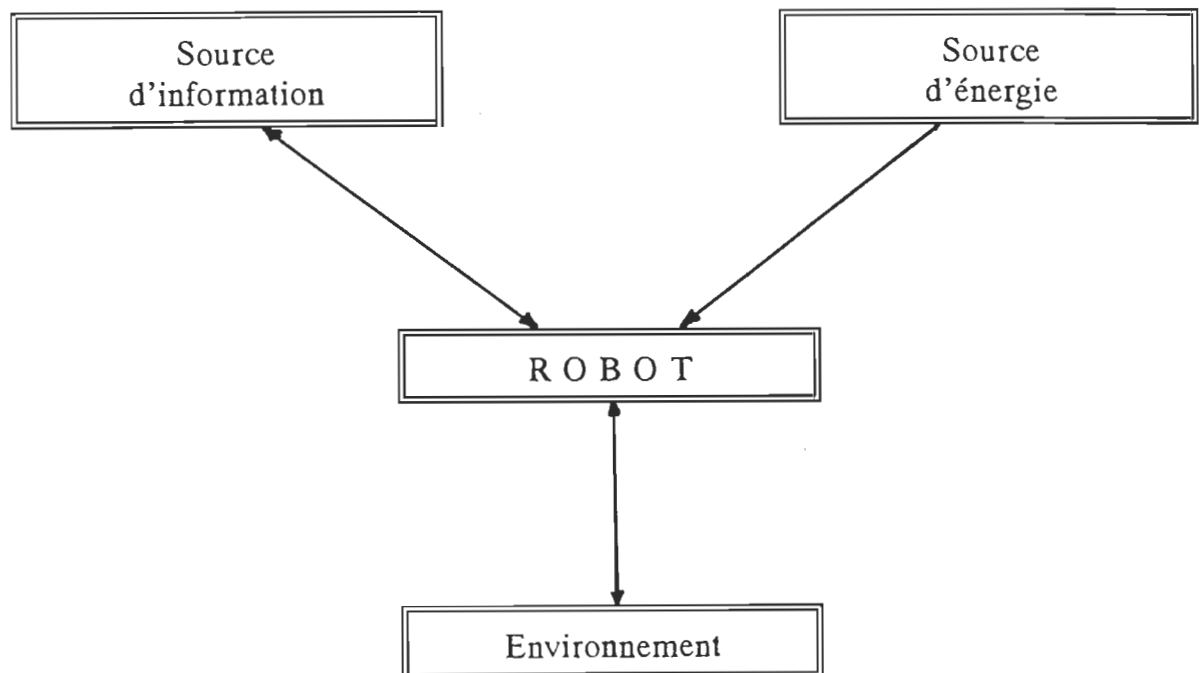 Source
d'information
Source
d'énergie
R O B O T
Environnement